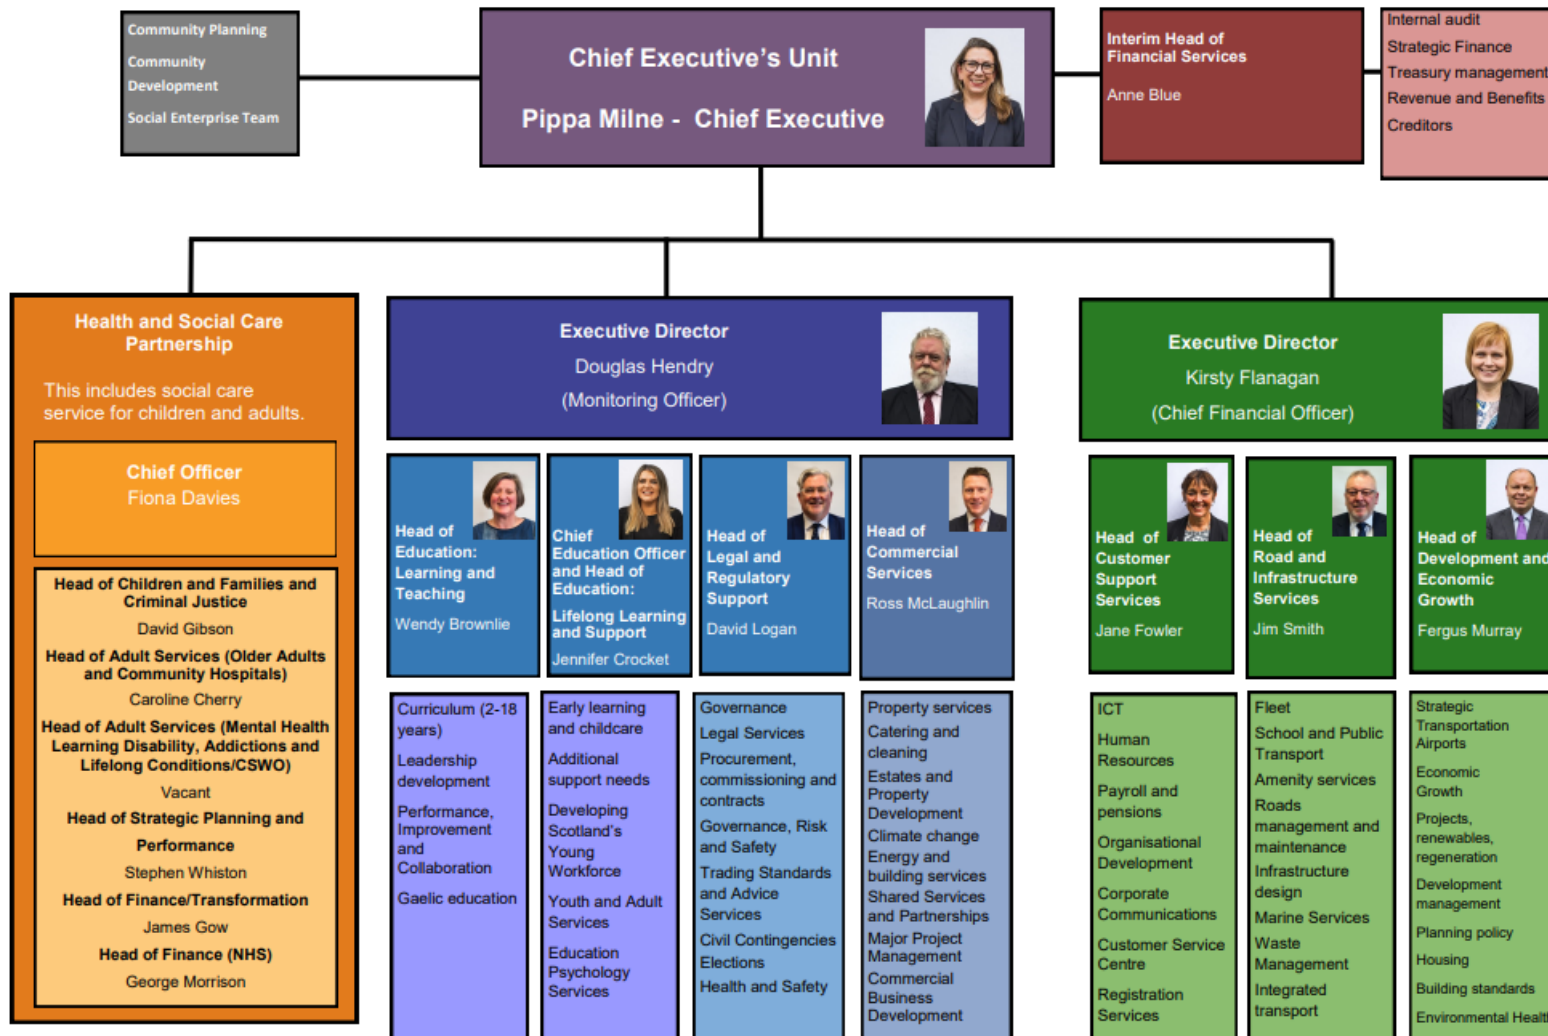 Community Planning
Community
Development
Social Enterprise Team
Chief Executive's Unit
Pippa Milne - Chief Executive
Interim Head of
Financial Services
Anne Blue
Internal audit
Strategic Finance
Treasury management
Revenue and Benefits
Creditors
Health and Social Care
Partnership
This includes social care
service for children and adults.
Chief Officer
Fiona Davies
Head of Children and Families and
Criminal Justice
David Gibson
Head of Adult Services (Older Adults
and Community Hospitals)
Caroline Cherry
Head of Adult Services (Mental Health
Learning Disability, Addictions and
Lifelong Conditions/CSWO)
Vacant
Head of Strategic Planning and
Performance
Stephen Whiston
Head of Finance/Transformation
James Gow
Head of Finance (NHS)
George Morrison
Executive Director
Douglas Hendry
(Monitoring Officer)
Head of
Education:
Learning and
Teaching
Wendy Brownlie
Curriculum (2-18
years)
Leadership
development
Performance,
Improvement
and
Collaboration
Gaelic education
Chief
Education Officer
and Head of
Education:
Lifelong Learning
and Support
Jennifer Crocket
Early learning
and childcare
Additional
support needs
Developing
Scotland's
Young
Workforce
Youth and Adult
Services
Education
Psychology
Services
Head of
Legal and
Regulatory
Support
David Logan
Governance
Legal Services
Procurement,
commissioning and
contracts
Governance, Risk
and Safety
Trading Standards
and Advice
Services
Civil Contingencies
Elections
Health and Safety
Head of
Commercial
Services
Ross McLaughlin
Property services
Catering and
cleaning
Estates and
Property
Development
Climate change
Energy and
building services
Shared Services
and Partnerships
Major Project
Management
Commercial
Business
Development
Executive Director
Kirsty Flanagan
(Chief Financial Officer)
Head of
Customer
Support
Services
Jane Fowler
ICT
Human
Resources
Payroll and
pensions
Organisational
Development
Corporate
Communications
Customer Service
Centre
Registration
Services
Head of
Road and
Infrastructure
Services
Jim Smith
Fleet
School and Public
Transport
Amenity services
Roads
management and
maintenance
Infrastructure
design
Marine Services
Waste
Management
Integrated
transport
Head of
Development and
Economic
Growth
Fergus Murray
Strategic
Transportation
Airports
Economic
Growth
Projects,
renewables,
regeneration
Development
management
Planning policy
Housing
Building standards
Environmental Health